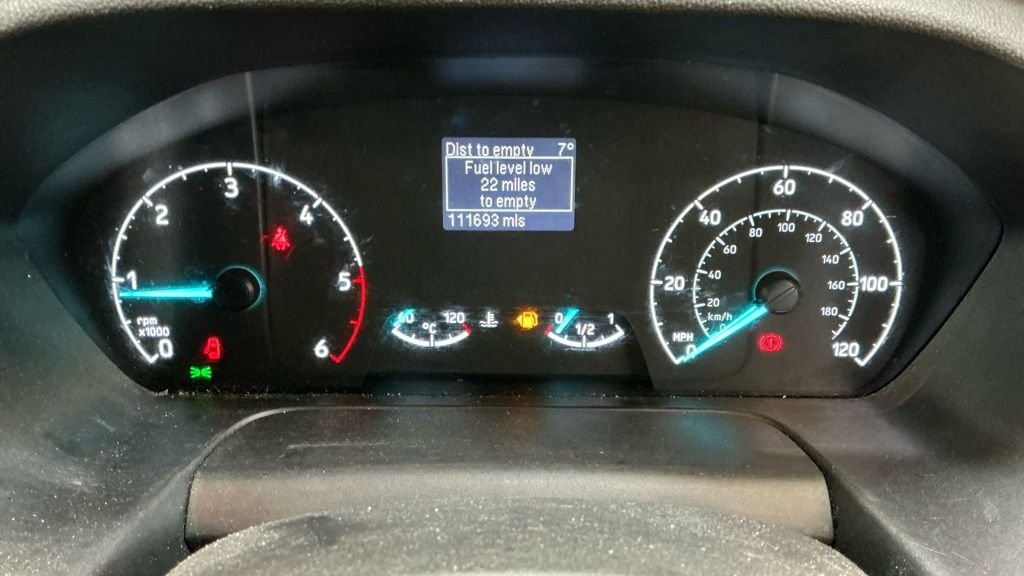 Dist to empty 7°
Fuel level low
22 miles
to empty
111693 mls
0
1
2
3
4
5
6
rpm
x1000
120
°C
0
1/2
1
0
20
40
60
80
100
120
MPH
20
40
60
80
100
120
140
160
180
km/h